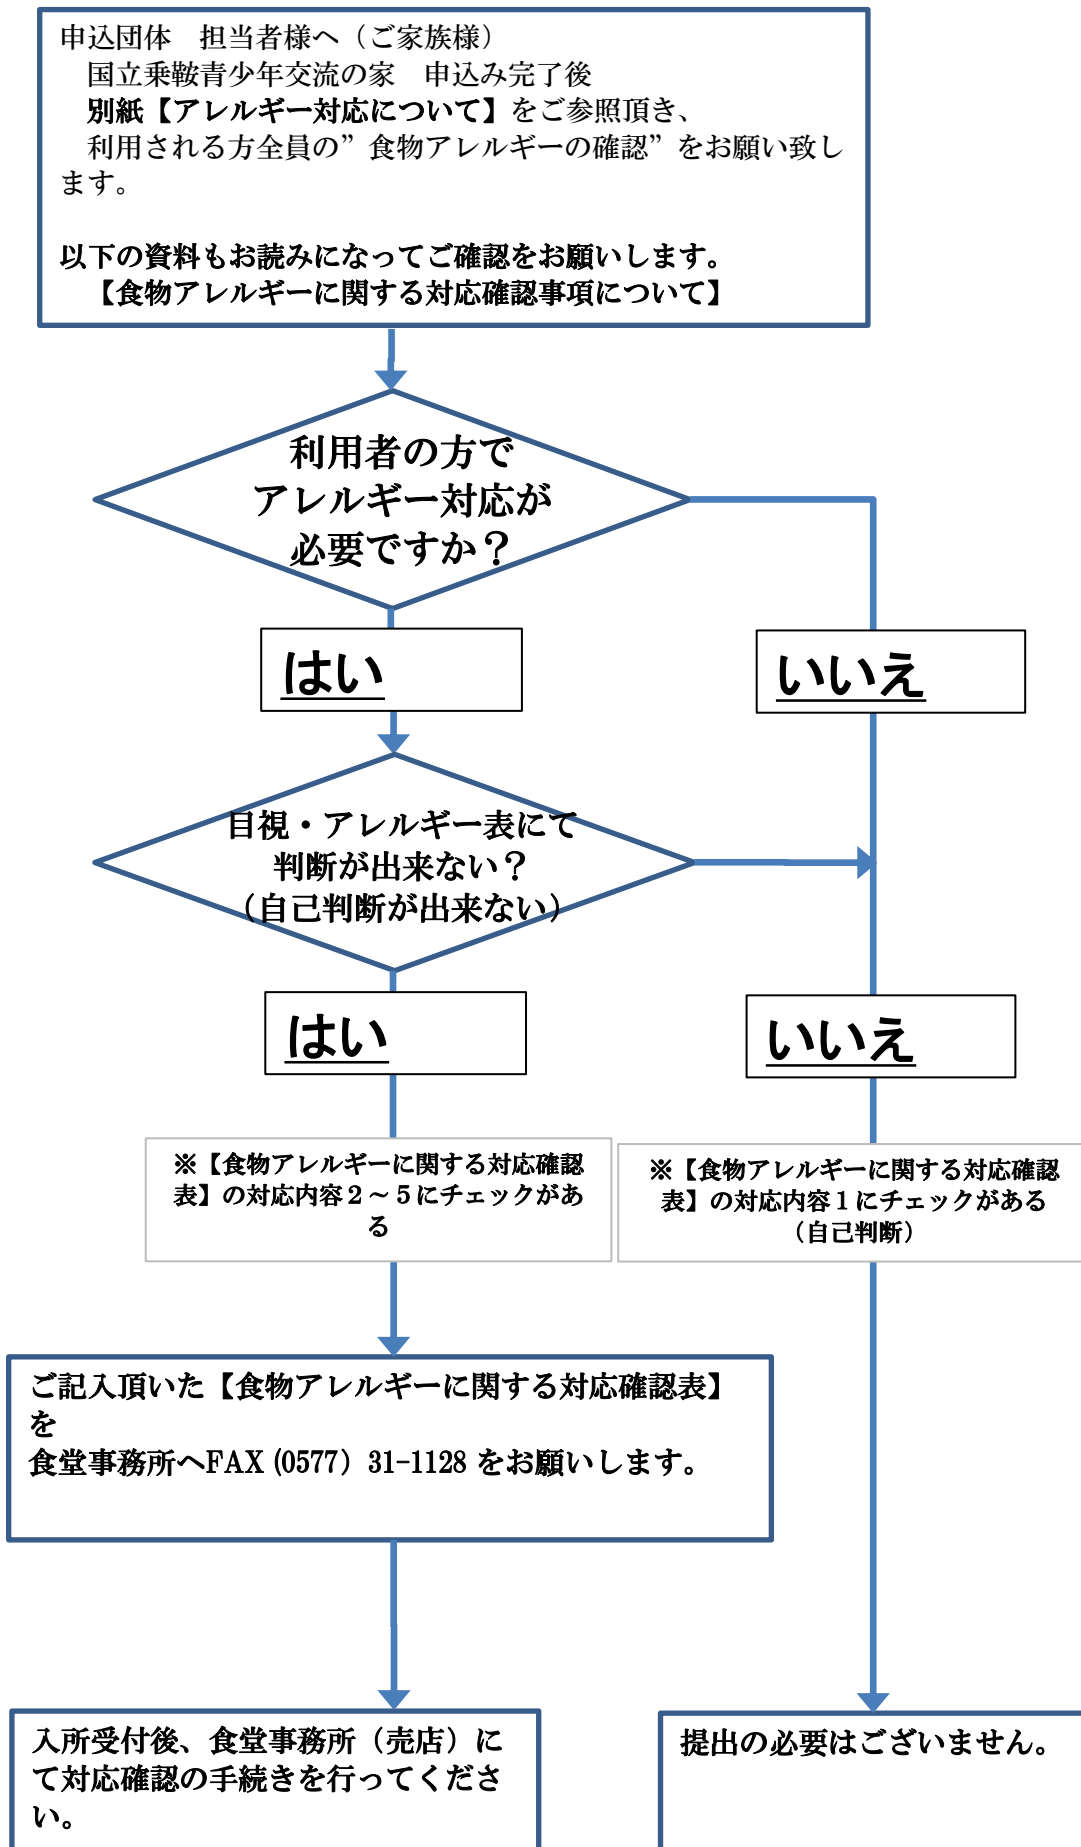 申込団体　担当者様へ（ご家族様）
　国立乗鞍青少年交流の家　申込み完了後
　別紙【アレルギー対応について】をご参照頂き、
　利用される方全員の”食物アレルギーの確認”をお願い致し
ます。
以下の資料もお読みになってご確認をお願いします。
　【食物アレルギーに関する対応確認事項について】
利用者の方で
アレルギー対応が
必要ですか？
はい
いいえ
目視・アレルギー表にて
判断が出来ない？
（自己判断が出来ない）
はい
いいえ
※【食物アレルギーに関する対応確認
表】の対応内容２～５にチェックがあ
る
※【食物アレルギーに関する対応確認
表】の対応内容１にチェックがある
（自己判断）
ご記入頂いた【食物アレルギーに関する対応確認表】
を
食堂事務所へFAX (0577）31-1128 をお願いします。
入所受付後、食堂事務所（売店）に
て対応確認の手続きを行ってくださ
い。
提出の必要はございません。